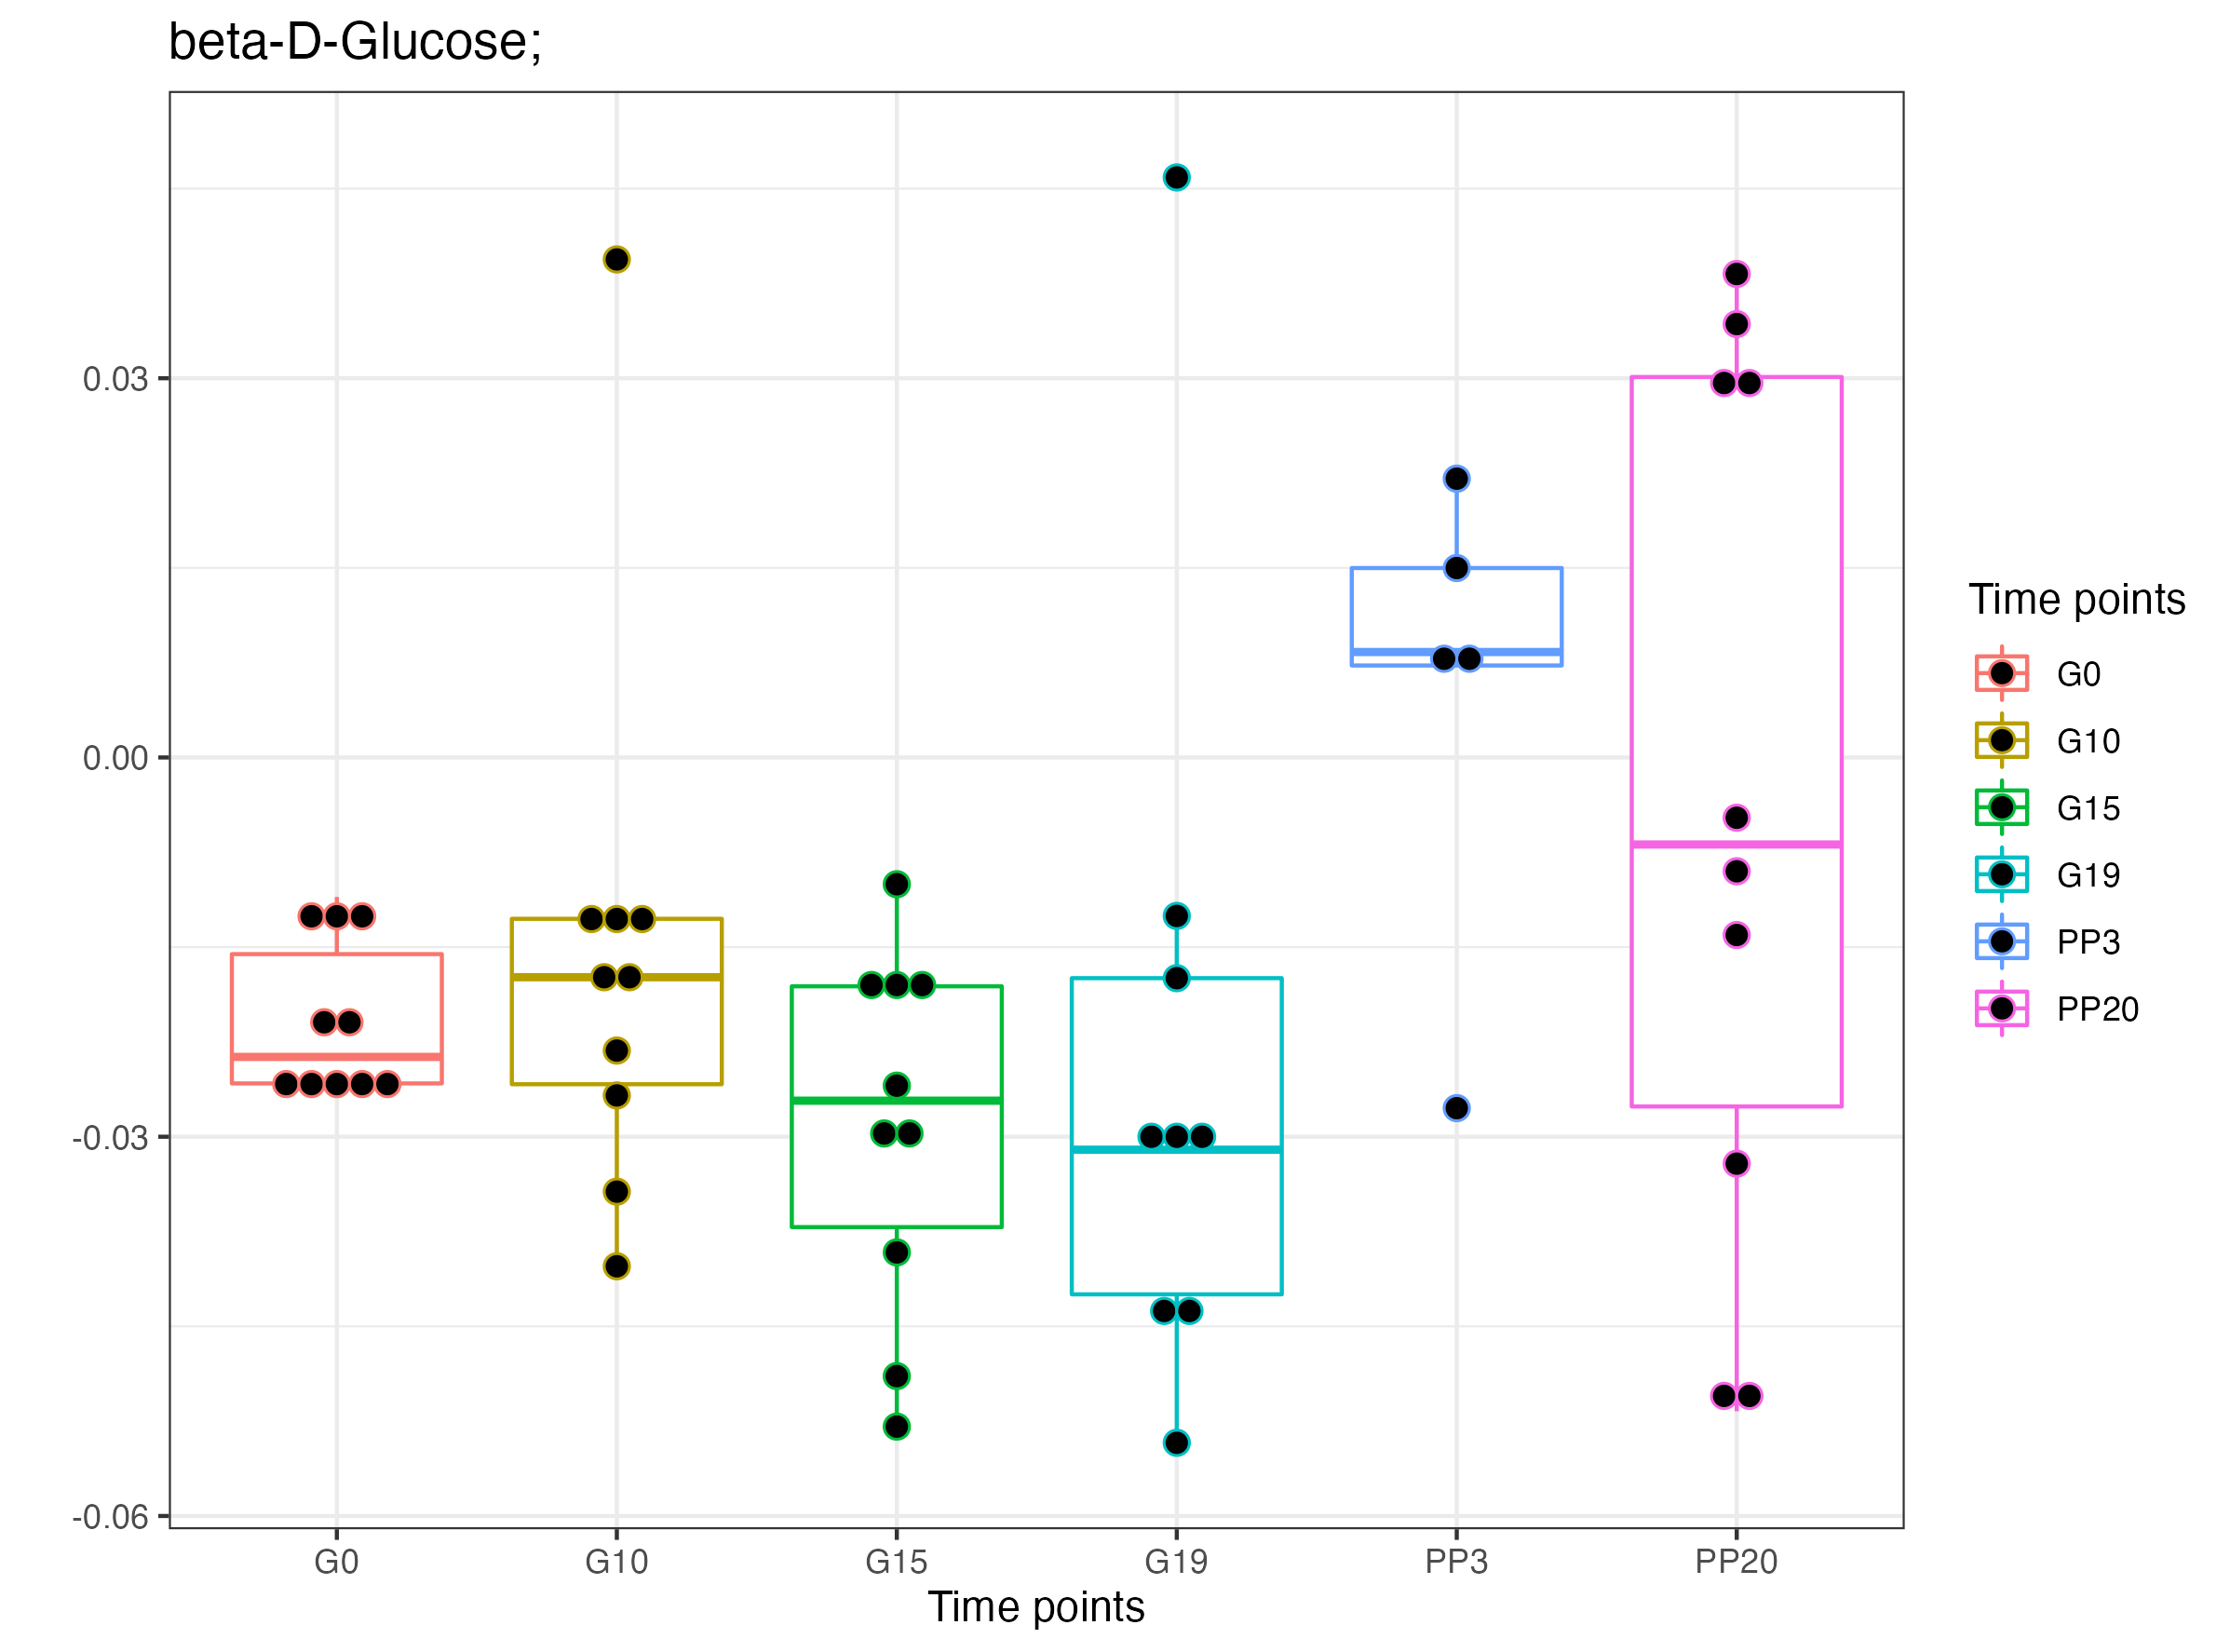 beta-D-Glucose;
0.03
0.00
-0.03
-0.06
G0 G10 G15 G19 PP3 PP20
Time points
Time points
G0
G10
G15
G19
PP3
PP20